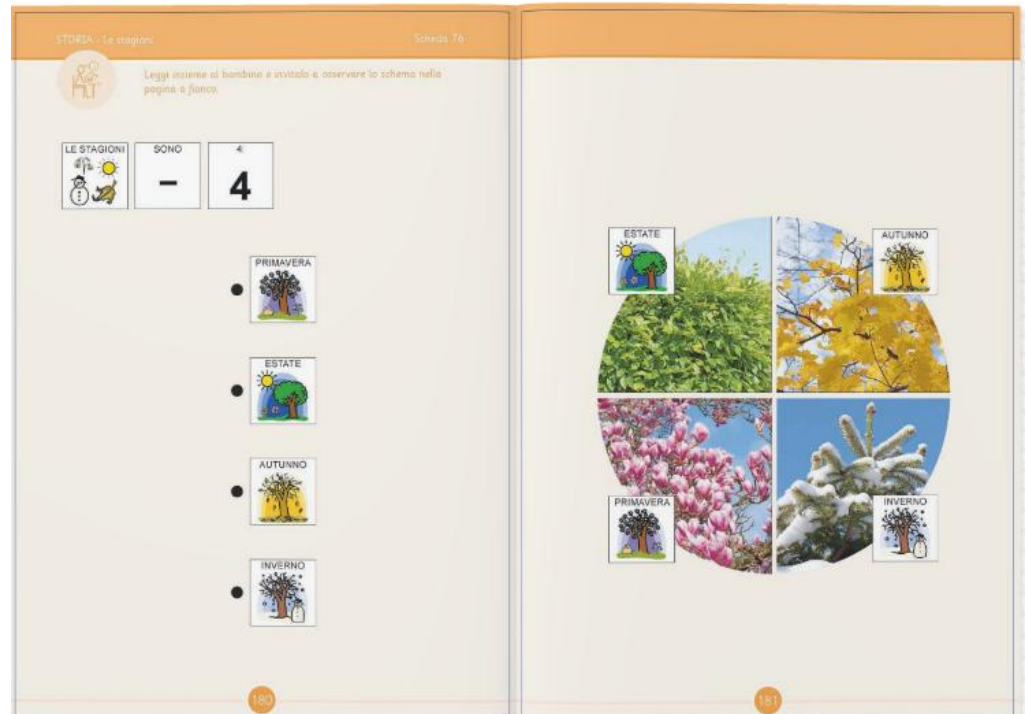 STORIA - Le stagioni
Scheda 76
Leggi insieme al bambino e invitalo a osservare lo schema nella
pagina a fianco.
LE STAGIONI
SONO
4:
–
4
PRIMAVERA
ESTATE
AUTUNNO
INVERNO
180
ESTATE
AUTUNNO
PRIMAVERA
INVERNO
181